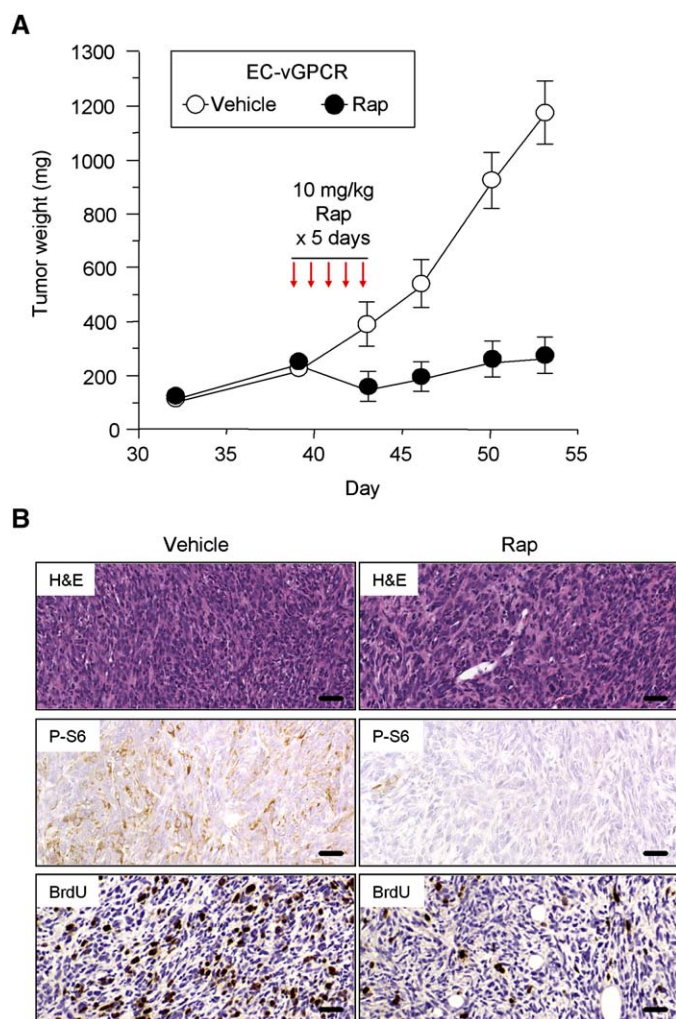 A
EC-vGPCR
Vehicle
Rap
10 mg/kg
Rap
x 5 days
Tumor weight (mg)
1300
1200
1000
800
600
400
200
0
30
35
40
45
50
55
Day
B
Vehicle
Rap
H&E
H&E
P-S6
P-S6
BrdU
BrdU